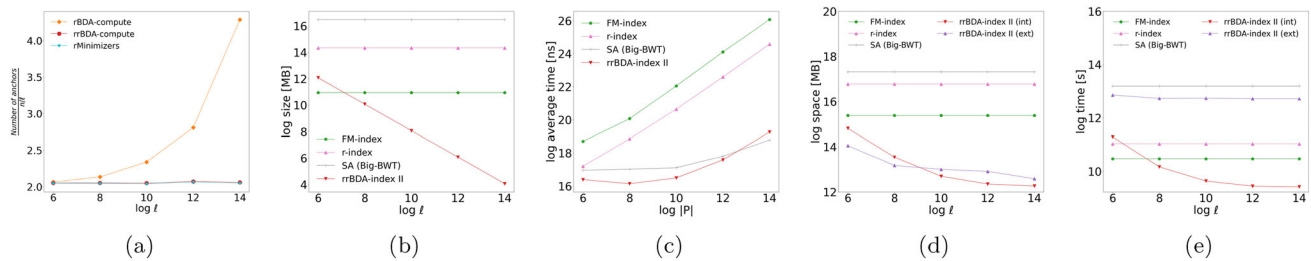 Number of anchors
n/ℓ
4.0
3.5
3.0
2.5
2.0
rBDA-compute
rrBDA-compute
rMinimizers
6 8 10 12 14
log ℓ
(a)
log size [MB]
16
14
12
10
8
6
4
FM-index
r-index
SA (Big-BWT)
rrBDA-index II
6 8 10 12 14
log ℓ
(b)
log average time [ns]
26
24
22
20
18
16
FM-index
r-index
SA (Big-BWT)
rrBDA-index II
6 8 10 12 14
log |P|
(c)
log space [MB]
20
18
16
14
12
FM-index
r-index
SA (Big-BWT)
rrBDA-index II (int)
rrBDA-index II (ext)
6 8 10 12 14
log ℓ
(d)
log time [s]
16
14
12
10
FM-index
r-index
SA (Big-BWT)
rrBDA-index II (int)
rrBDA-index II (ext)
6 8 10 12 14
log ℓ
(e)